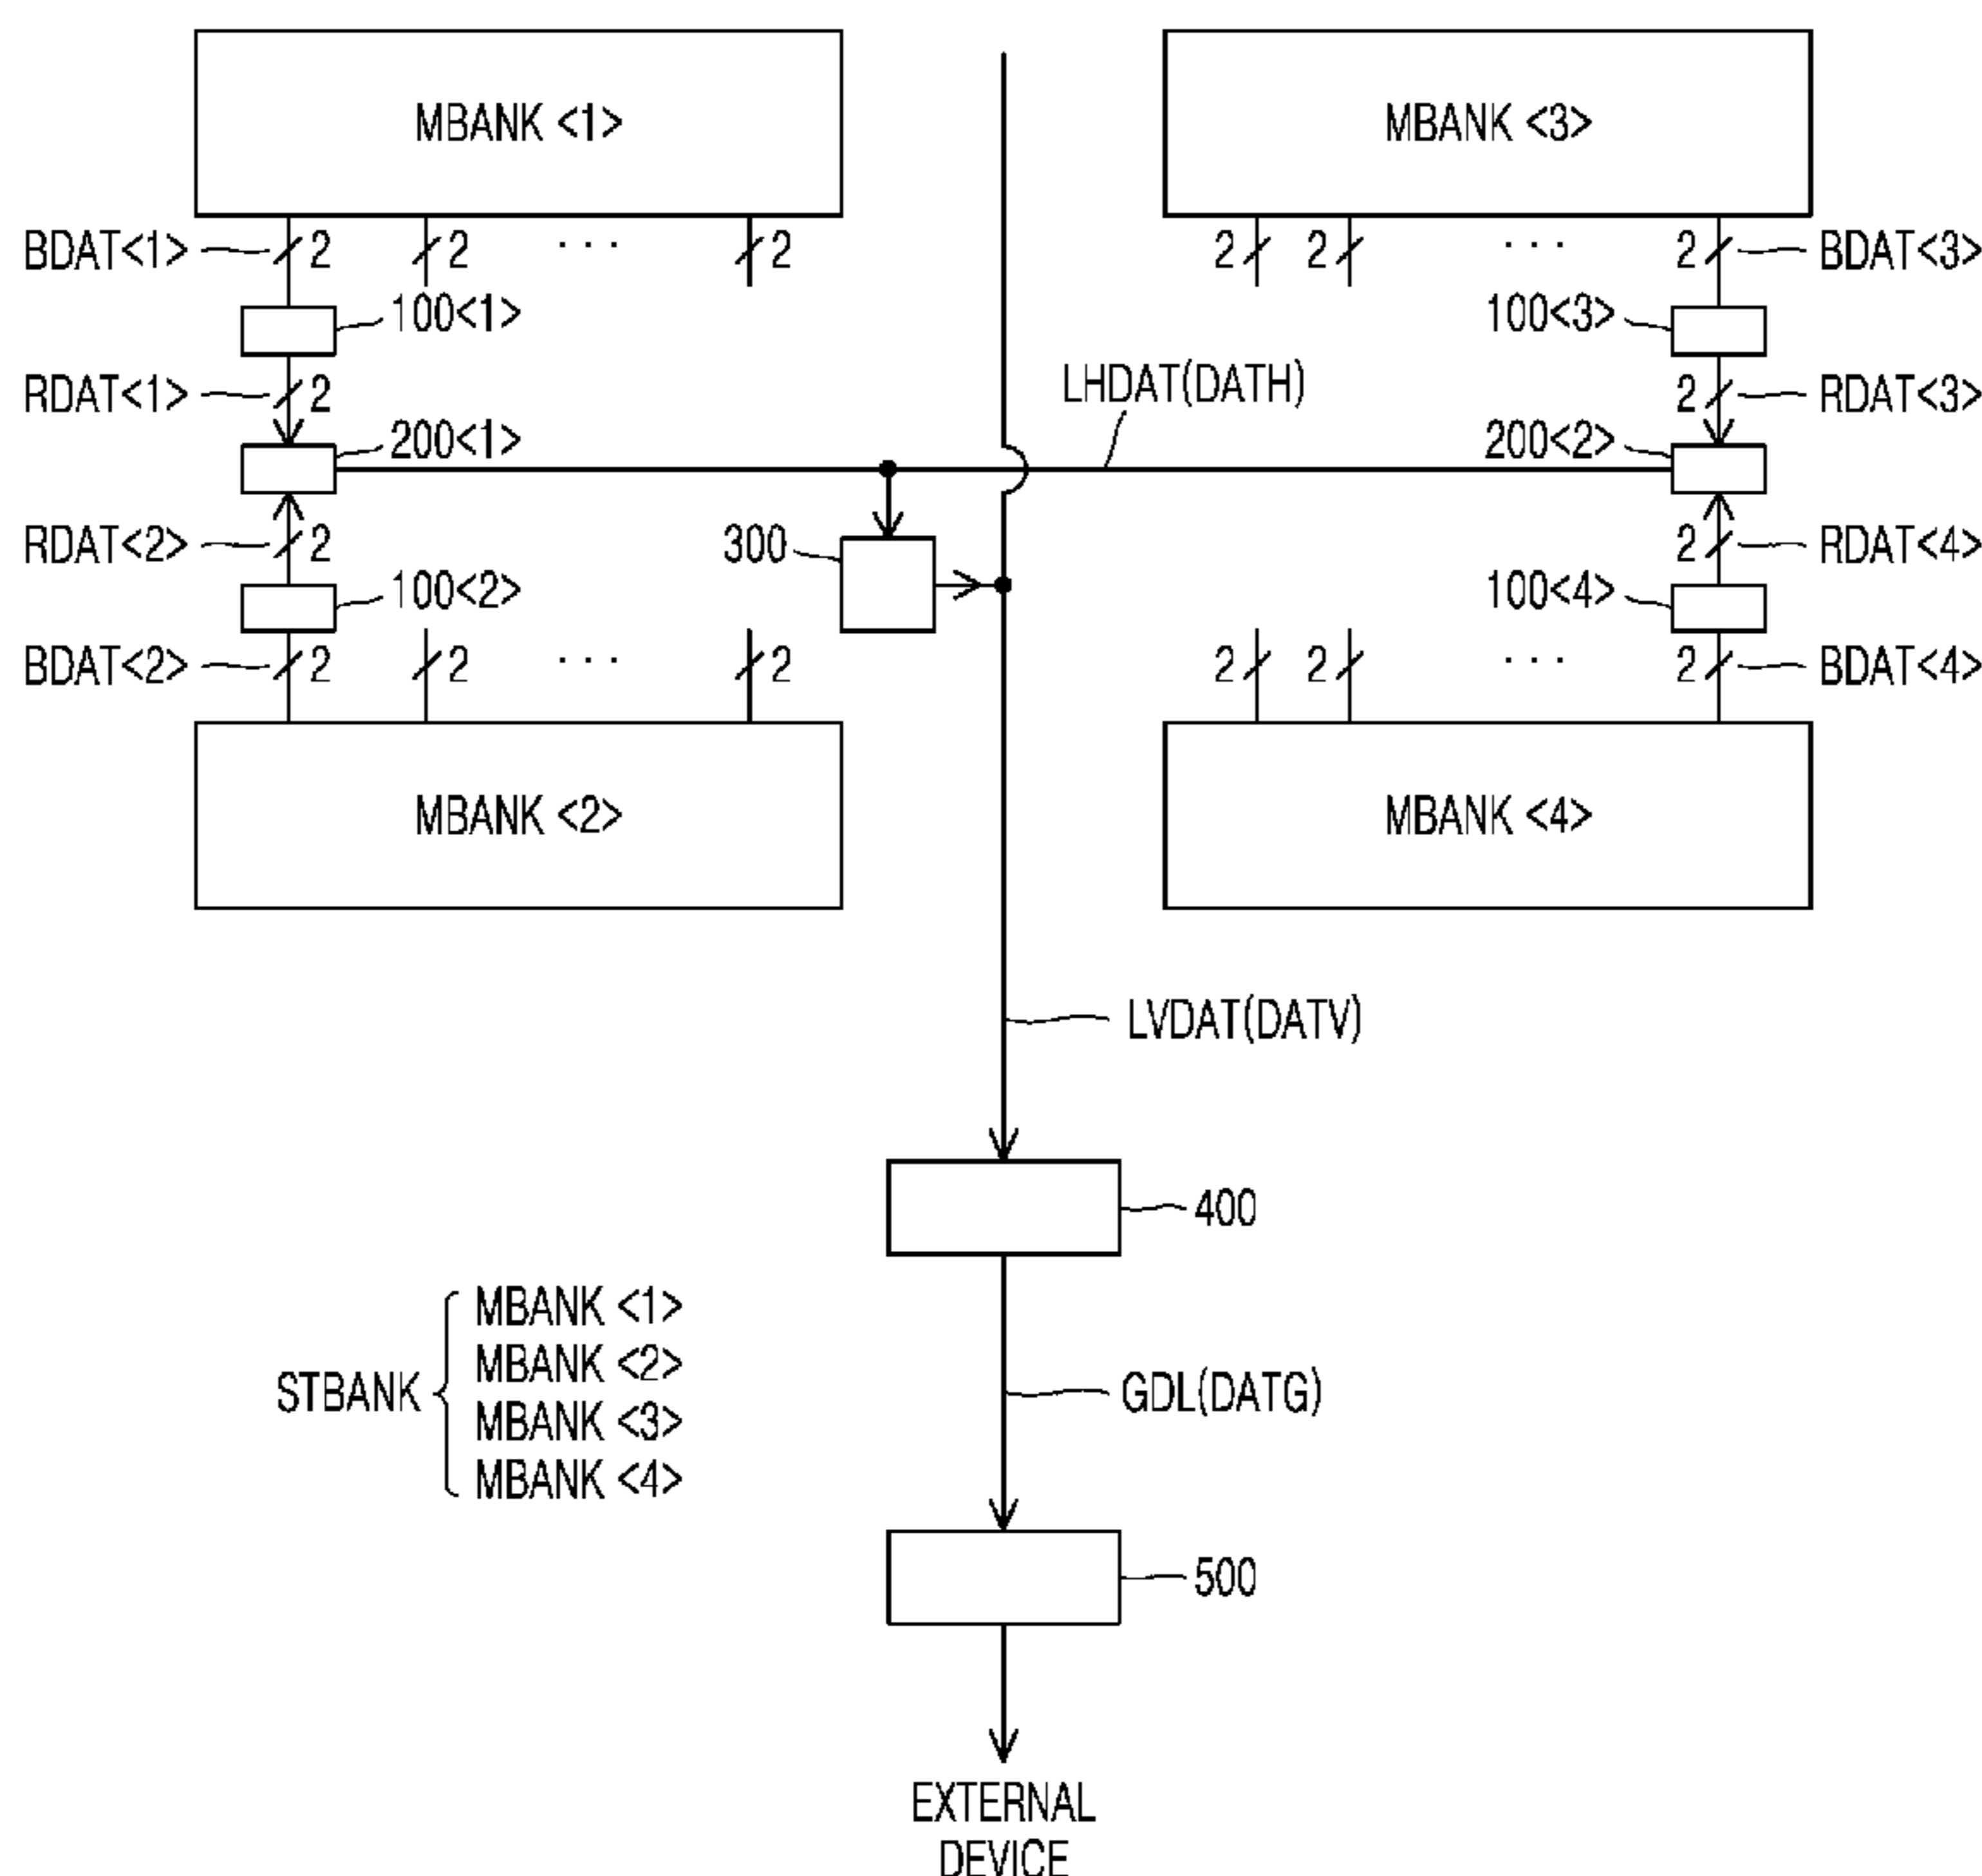 MBANK <1>
MBANK <3>
BDAT<1> 2 2 ... 2
2 2 ... 2 BDAT<3>
100<1>
100<3>
RDAT<1> 2
LHDAT(DATH)
2 RDAT<3>
200<1>
200<2>
RDAT<2> 2
300
2 RDAT<4>
100<2>
100<4>
BDAT<2> 2 2 ... 2
2 2 ... 2 BDAT<4>
MBANK <2>
MBANK <4>
LVDAT(DATV)
400
STBANK
MBANK <1>
MBANK <2>
MBANK <3>
MBANK <4>
GDL(DATG)
500
EXTERNAL
DEVICE